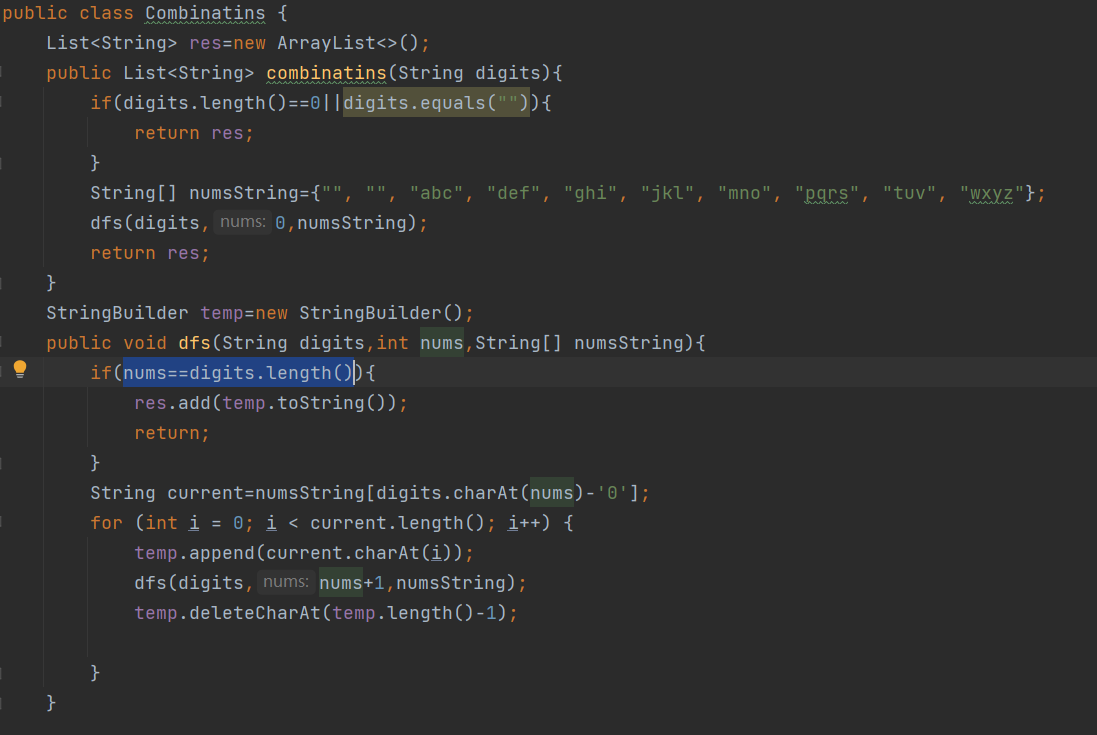 public class Combinatins {
    List<String> res=new ArrayList<>();
    public List<String> combinatins(String digits){
        if(digits.length()==0||digits.equals("")){
            return res;
        }
        String[] numsString={"", "", "abc", "def", "ghi", "jkl", "mno", "pqrs", "tuv", "wxyz"};
        dfs(digits, nums: 0,numsString);
        return res;
    }
    StringBuilder temp=new StringBuilder();
    public void dfs(String digits,int nums,String[] numsString){
        if(nums==digits.length()){
            res.add(temp.toString());
            return;
        }
        String current=numsString[digits.charAt(nums)-'0'];
        for (int i = 0; i < current.length(); i++) {
            temp.append(current.charAt(i));
            dfs(digits, nums: nums+1,numsString);
            temp.deleteCharAt(temp.length()-1);
        }
    }